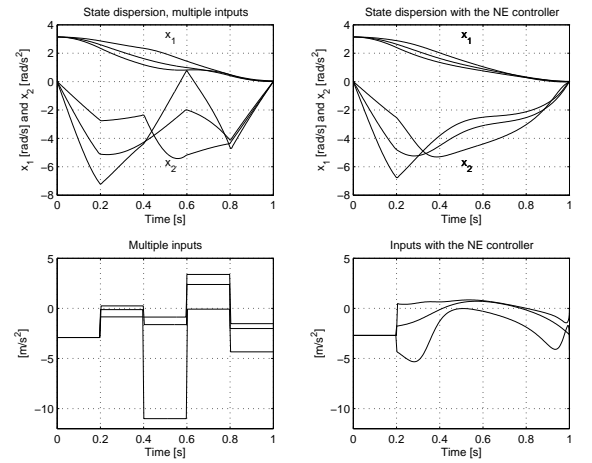 State dispersion, multiple intputs
x₁
x₂
x₁ [rad/s] and x₂ [rad/s²]
4
2
0
−2
−4
−6
−8
0 0.2 0.4 0.6 0.8 1
Time [s]
State dispersion with the NE controller
x₁
x₂
x₁ [rad/s] and x₂ [rad/s²]
4
2
0
−2
−4
−6
−8
0 0.2 0.4 0.6 0.8 1
Time [s]
Multiple inputs
[m/s²]
5
0
−5
−10
0 0.2 0.4 0.6 0.8 1
Time [s]
Inputs with the NE controller
[m/s²]
5
0
−5
−10
0 0.2 0.4 0.6 0.8 1
Time [s]